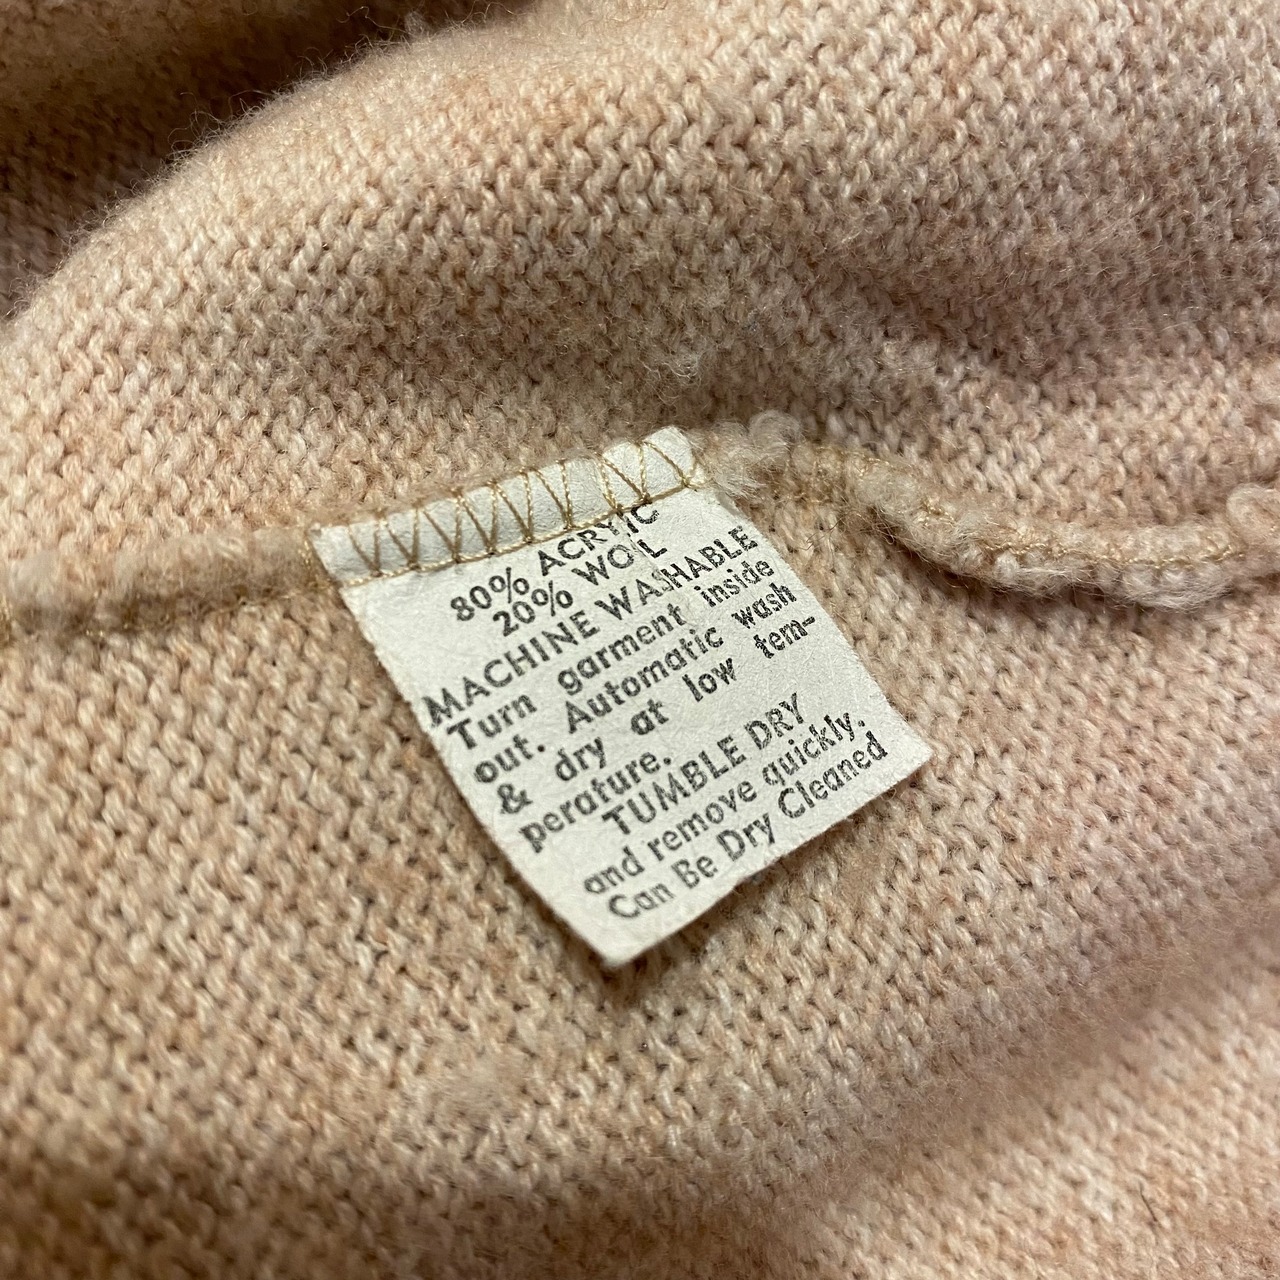 80% ACRYLIC
20% WOOL
MACHINE WASHABLE
Turn garment inside
out. Automatic wash
& dry at low tem-
perature.
TUMBLE DRY
and remove quickly.
Can Be Dry Cleaned